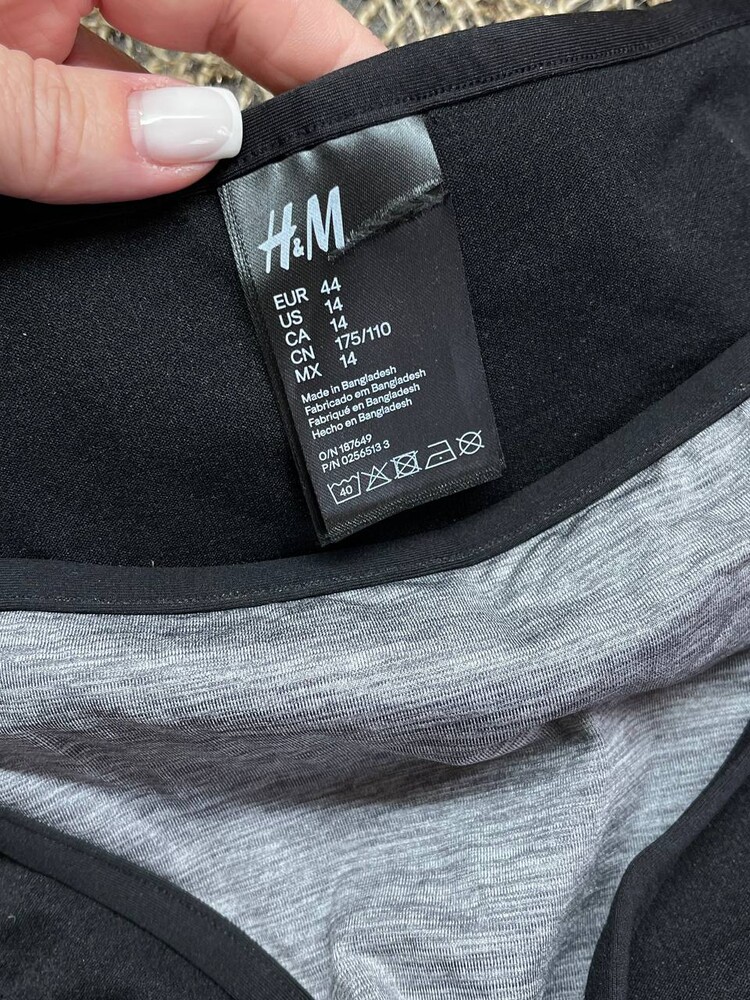 H&M
EUR 44
US 14
CA 14
CN 175/110
MX 14
Made in Bangladesh
Fabricado em Bangladesh
Fabriqué en Bangladesh
Hecho en Bangladesh
O/N 187649
P/N 0256513 3
40